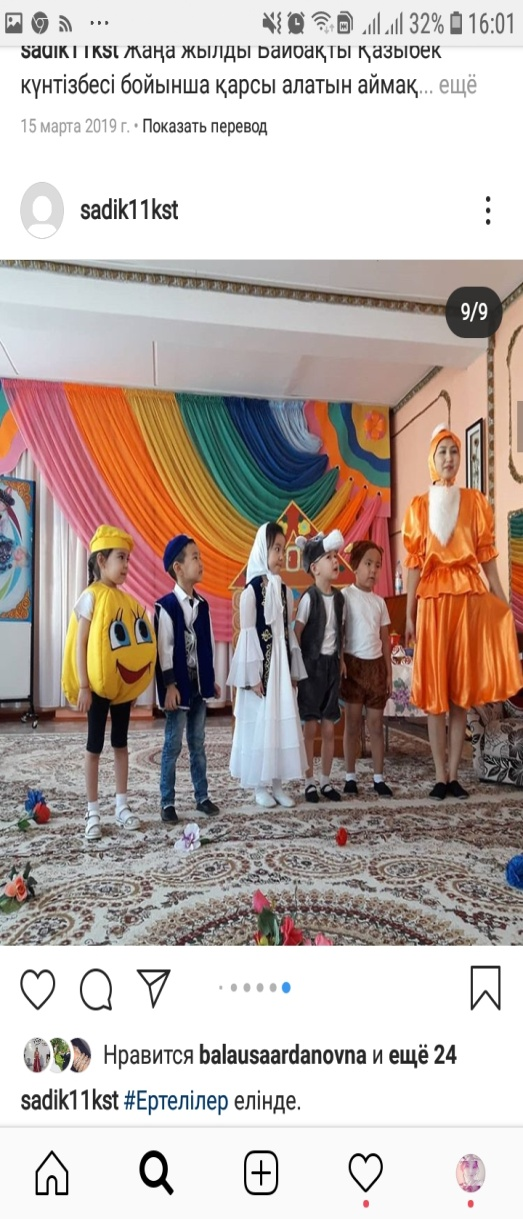 32% 16:01
sadik11kst Жаңа жылды Байбақты Қазыбек
күнтізбесі бойынша қарсы алатын аймақ... ещё
15 марта 2019 г. • Показать перевод
sadik11kst
9/9
Нравится balausaardanovna и ещё 24
sadik11kst #Ертелілер елінде.